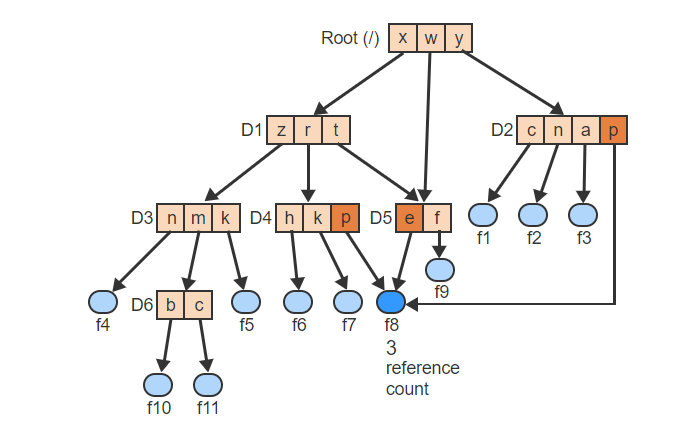 Root (/) x w y
D1 z r t
D2 c n a p
D3 n m k
D4 h k p
D5 e f
f1 f2 f3
f9
f4
D6 b c
f5 f6 f7 f8
3
reference
count
f10 f11